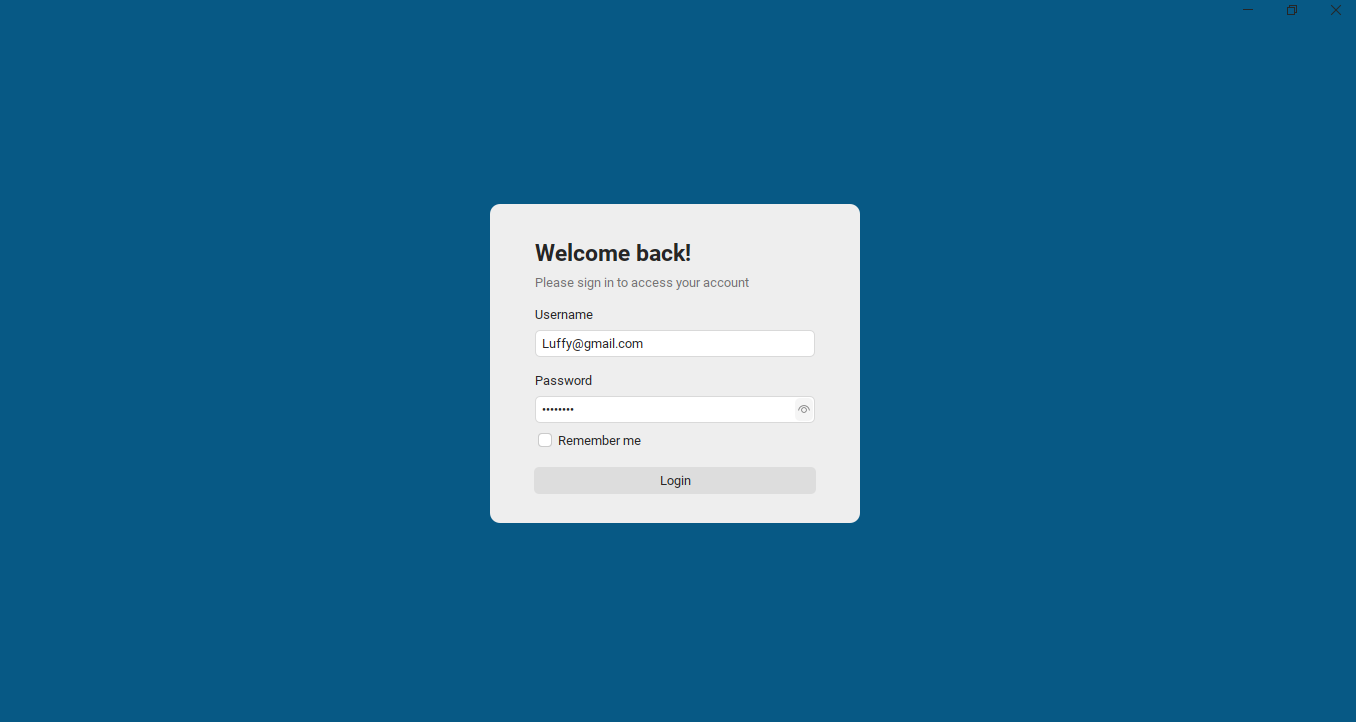 Welcome back!
Please sign in to access your account
Username
Luffy@gmail.com
Password
••••••••
Remember me
Login